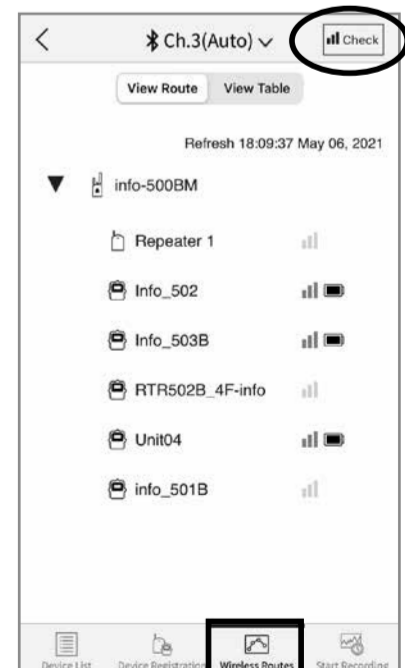 Ch.3(Auto) Check
View Route View Table
Refresh 18:09:37 May 06, 2021
info-500BM
Repeater 1
Info_502
Info_503B
RTR502B_4F-info
Unit04
info_501B
Device List Device Registration Wireless Routes Start Recording